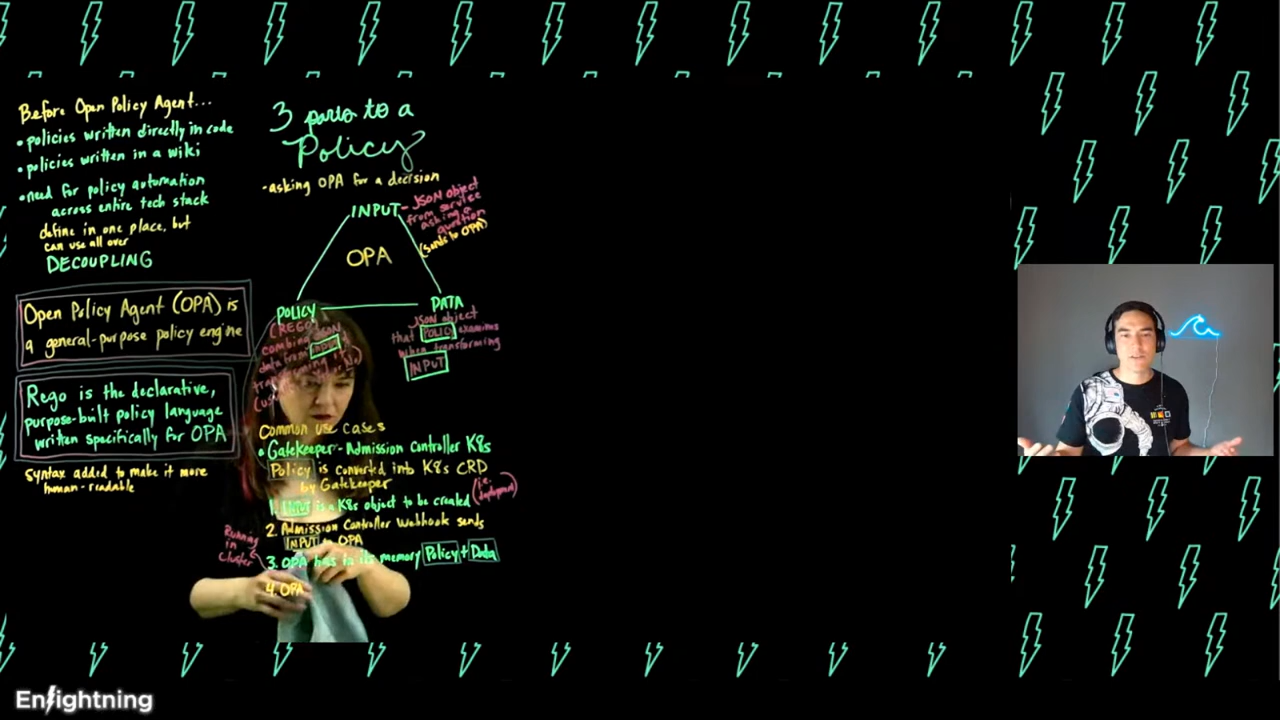 Before Open Policy Agent...
• policies written directly in code
• policies written in a wiki
• need for policy automation
across entire tech stack
define in one place, but
can use all over
DECOUPLING
Open Policy Agent (OPA) is
a general-purpose policy engine
Rego is the declarative,
purpose-built policy language
written specifically for OPA
syntax added to make it more
human-readable
3 parts to a
Policy
- asking OPA for a decision
INPUT - JSON object
from service
asking a
question
(sends to OPA)
OPA
POLICY
(REGO)
combining JSON
data from INPUT
transforming
DATA
JSON object
that POLICY examines
when transforming
INPUT
Common use cases
• Gatekeeper - Admission Controller K8s
Policy is converted into K8s CRD
by Gatekeeper
1. INPUT is a K8s object to be created (i.e. deployment)
2. Admission Controller Webhook sends
INPUT to OPA
3. OPA has in its memory Policy + Data
Running
in
cluster
4. OPA
Enlightning